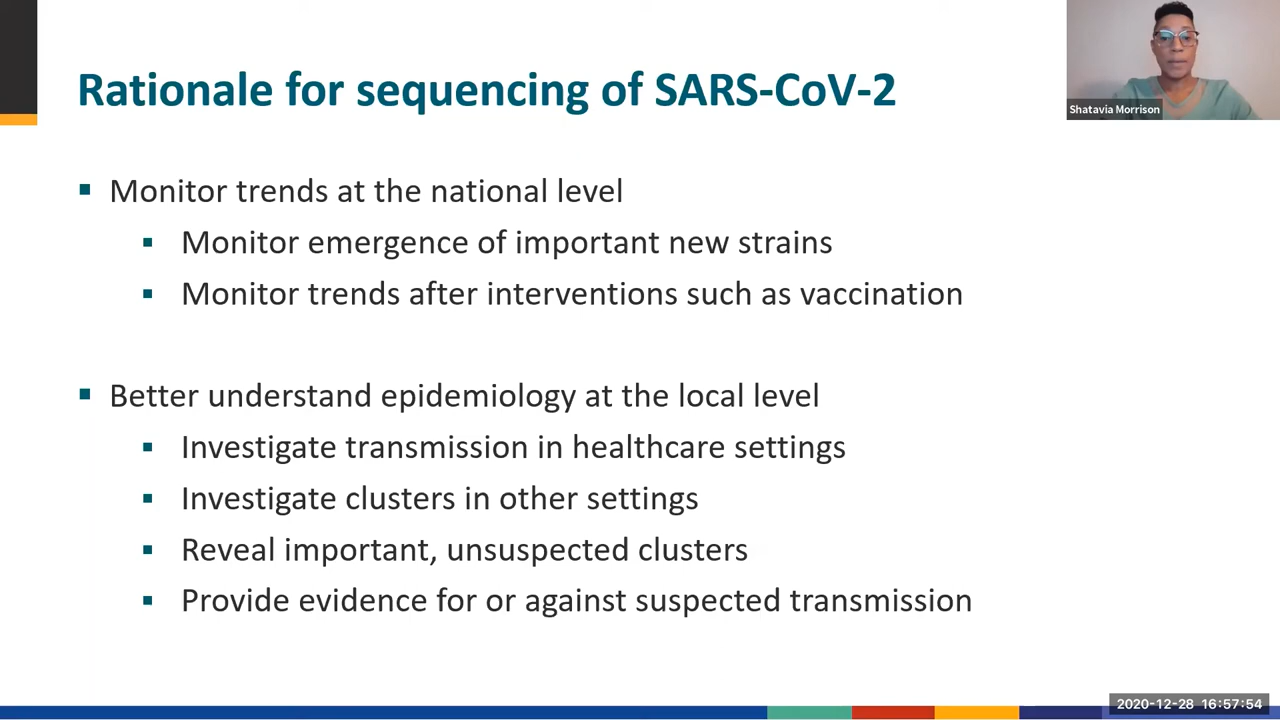 Rationale for sequencing of SARS-CoV-2
Shatavia Morrison
Monitor trends at the national level
Monitor emergence of important new strains
Monitor trends after interventions such as vaccination
Better understand epidemiology at the local level
Investigate transmission in healthcare settings
Investigate clusters in other settings
Reveal important, unsuspected clusters
Provide evidence for or against suspected transmission
2020-12-28 16:57:54